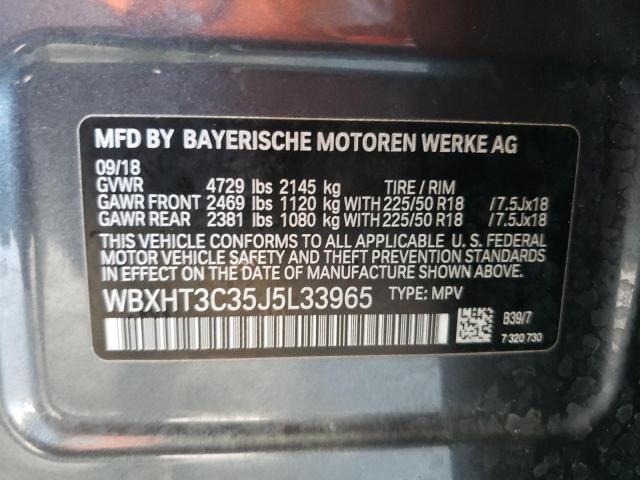 MFD BY BAYERISCHE MOTOREN WERKE AG
09/18
GVWR 4729 lbs 2145 kg TIRE / RIM
GAWR FRONT 2469 lbs 1120 kg WITH 225/50 R18 /7.5Jx18
GAWR REAR 2381 lbs 1080 kg WITH 225/50 R18 /7.5Jx18
THIS VEHICLE CONFORMS TO ALL APPLICABLE U. S. FEDERAL
MOTOR VEHICLE SAFETY AND THEFT PREVENTION STANDARDS
IN EFFECT ON THE DATE OF MANUFACTURE SHOWN ABOVE.
WBXHT3C35J5L33965 TYPE: MPV
B39/7
7 320 730